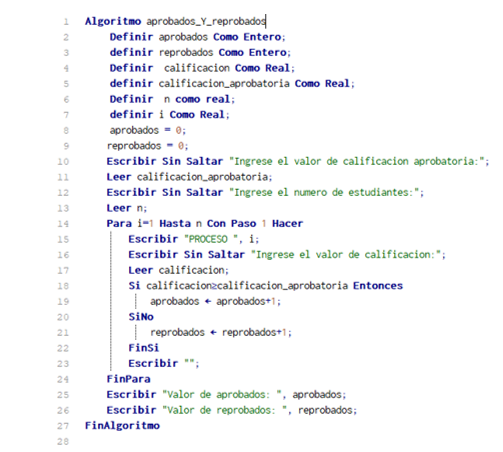 1 Algoritmo aprobados_Y_reprobados
2 Definir aprobados Como Entero;
3 definir reprobados Como Entero;
4 Definir calificacion Como Real;
5 definir calificacion_aprobatoria Como Real;
6 Definir n como real;
7 definir i Como Real;
8 aprobados = 0;
9 reprobados = 0;
10 Escribir Sin Saltar "Ingrese el valor de calificacion aprobatoria:";
11 Leer calificacion_aprobatoria;
12 Escribir Sin Saltar "Ingrese el numero de estudiantes:";
13 Leer n;
14 Para i=1 Hasta n Con Paso 1 Hacer
15 Escribir "PROCESO ", i;
16 Escribir Sin Saltar "Ingrese el valor de calificacion:";
17 Leer calificacion;
18 Si calificacion≥calificacion_aprobatoria Entonces
19 aprobados ← aprobados+1;
20 SiNo
21 reprobados ← reprobados+1;
22 FinSi
23 Escribir "";
24 FinPara
25 Escribir "Valor de aprobados: ", aprobados;
26 Escribir "Valor de reprobados: ", reprobados;
27 FinAlgoritmo
28